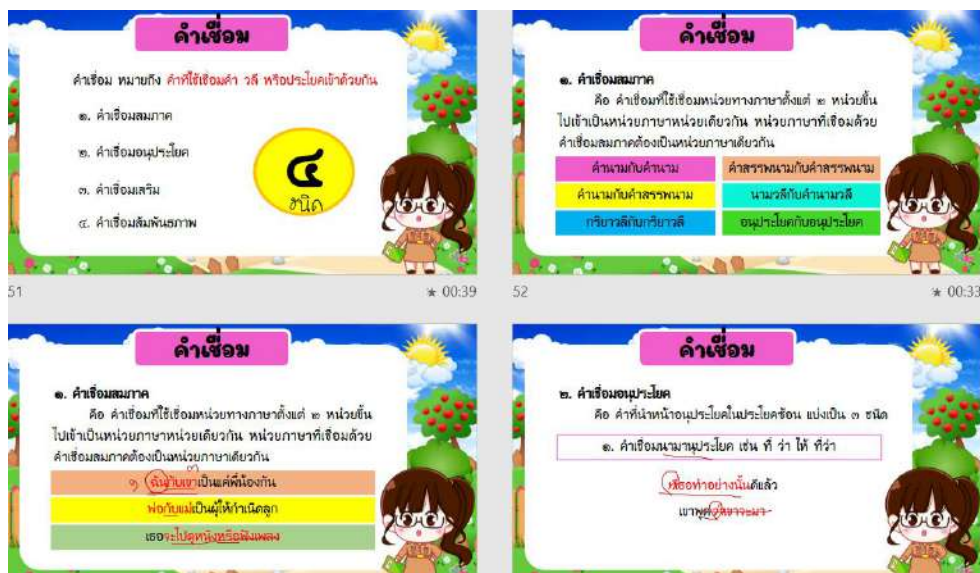 คำเชื่อม
คำเชื่อม หมายถึง คำที่ใช้เชื่อมคำ วลี หรือประโยคเข้าด้วยกัน
๑. คำเชื่อมสมภาค
๒. คำเชื่อมอนุประโยค
๓. คำเชื่อมเสริม
๔. คำเชื่อมสัมพันธภาพ
๔
ชนิด
51
00:39
คำเชื่อม
๑. คำเชื่อมสมภาค
คือ คำเชื่อมที่ใช้เชื่อมหน่วยทางภาษาตั้งแต่ ๒ หน่วยขึ้น
ไปเข้าเป็นหน่วยภาษาหน่วยเดียวกัน หน่วยภาษาที่เชื่อมด้วย
คำเชื่อมสมภาคต้องเป็นหน่วยภาษาเดียวกัน
คำนามกับคำนาม
คำสรรพนามกับคำสรรพนาม
คำนามกับคำสรรพนาม
นามวลีกับคำนามวลี
กริยาวลีกับกริยาวลี
อนุประโยคกับอนุประโยค
52
00:33
คำเชื่อม
๑. คำเชื่อมสมภาค
คือ คำเชื่อมที่ใช้เชื่อมหน่วยทางภาษาตั้งแต่ ๒ หน่วยขึ้น
ไปเข้าเป็นหน่วยภาษาหน่วยเดียวกัน หน่วยภาษาที่เชื่อมด้วย
คำเชื่อมสมภาคต้องเป็นหน่วยภาษาเดียวกัน
ฉันกับเขาเป็นแค่พี่น้องกัน
พ่อกับแม่เป็นผู้ให้กำเนิดลูก
เธอจะไปดูหนังหรือฟังเพลง
คำเชื่อม
๒. คำเชื่อมอนุประโยค
คือ คำที่นำหน้าอนุประโยคในประโยคซ้อน แบ่งเป็น ๓ ชนิด
๑. คำเชื่อมนามานุประโยค เช่น ที่ ว่า ให้ ที่ว่า
ที่เธอทำอย่างนั้นดีแล้ว
เขาพูดว่าเขาจะมา